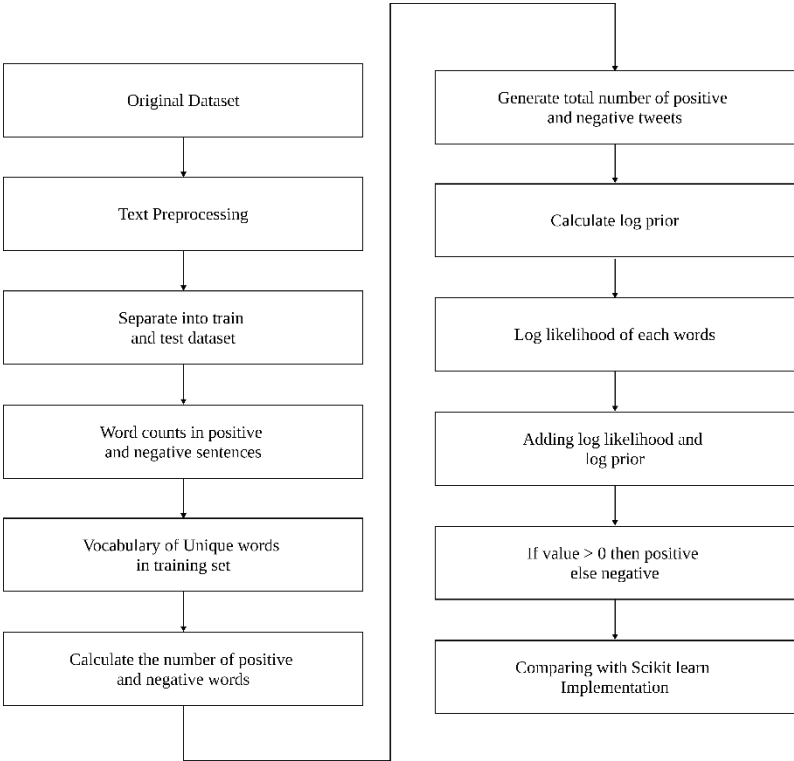 Original Dataset
Text Preprocessing
Separate into train
and test dataset
Word counts in positive
and negative sentences
Vocabulary of Unique words
in training set
Calculate the number of positive
and negative words
Generate total number of positive
and negative tweets
Calculate log prior
Log likelihood of each words
Adding log likelihood and
log prior
If value > 0 then positive
else negative
Comparing with Scikit learn
Implementation